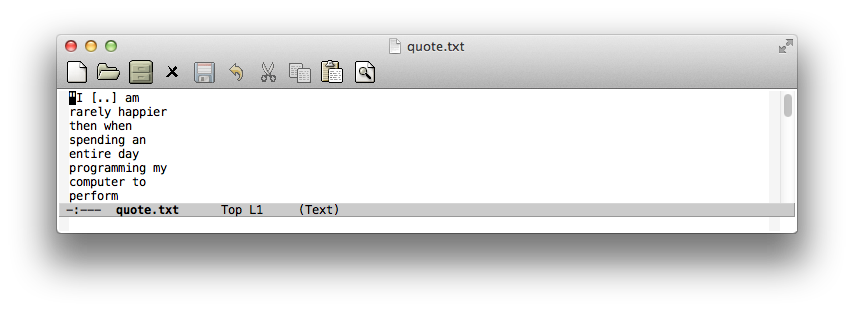 quote.txt
"I [..] am
rarely happier
then when
spending an
entire day
programming my
computer to
perform
-:---  quote.txt      Top L1     (Text)